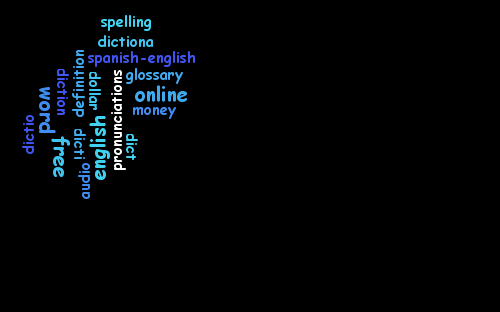 spelling
dictiona
spanish-english
glossary
online
money
definition
dollar
diction
word
dictio
free
dicti
audio
english
pronunciations
dict